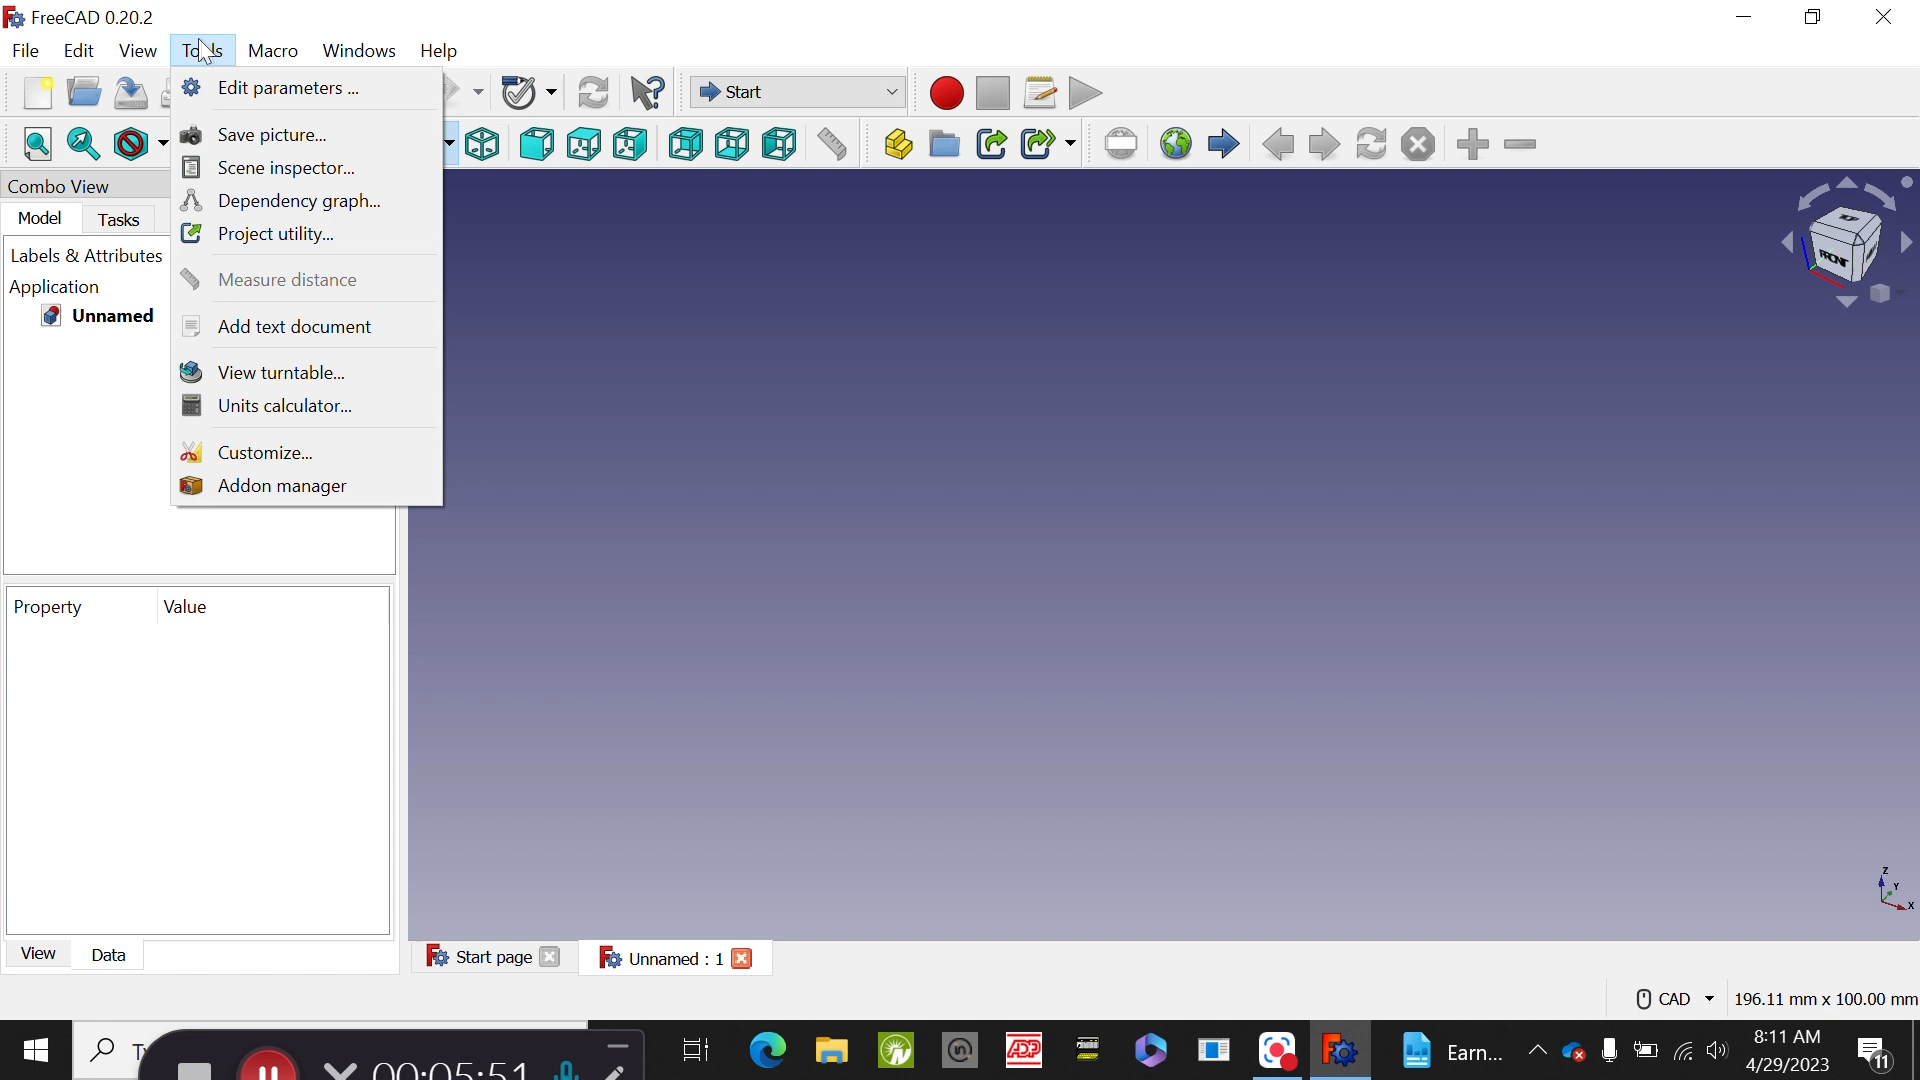 FreeCAD 0.20.2
File Edit View Tools Macro Windows Help
Edit parameters ...
Start
Save picture...
Scene inspector...
Combo View
Dependency graph...
Model Tasks
TOP
Project utility...
Labels & Attributes
FRONT
Measure distance
Application
Unnamed
Add text document
View turntable...
Units calculator...
Customize...
Addon manager
Property Value
Z
Y
X
View Data
Start page
Unnamed : 1
CAD
196.11 mm x 100.00 mm
00:05:51
ADP
Earn...
8:11 AM
4/29/2023
11